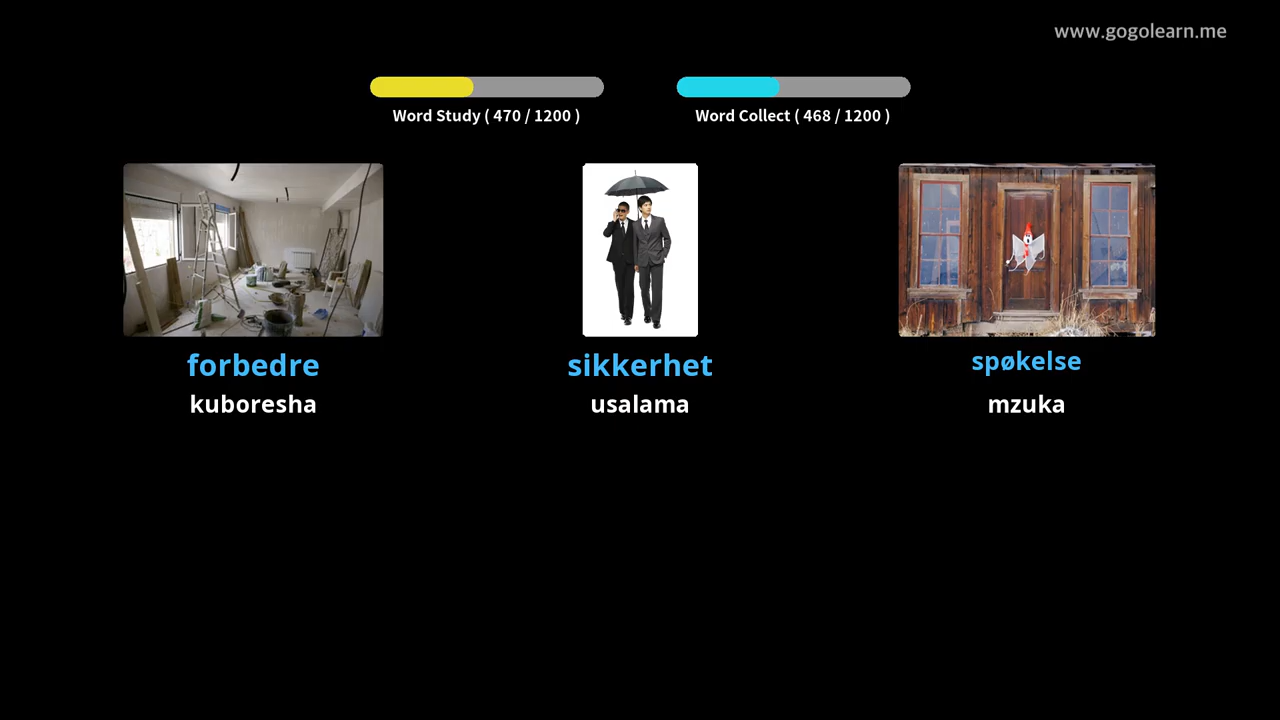 www.gogolearn.me
Word Study ( 470 / 1200 )
Word Collect ( 468 / 1200 )
forbedre
sikkerhet
spøkelse
kuboresha
usalama
mzuka